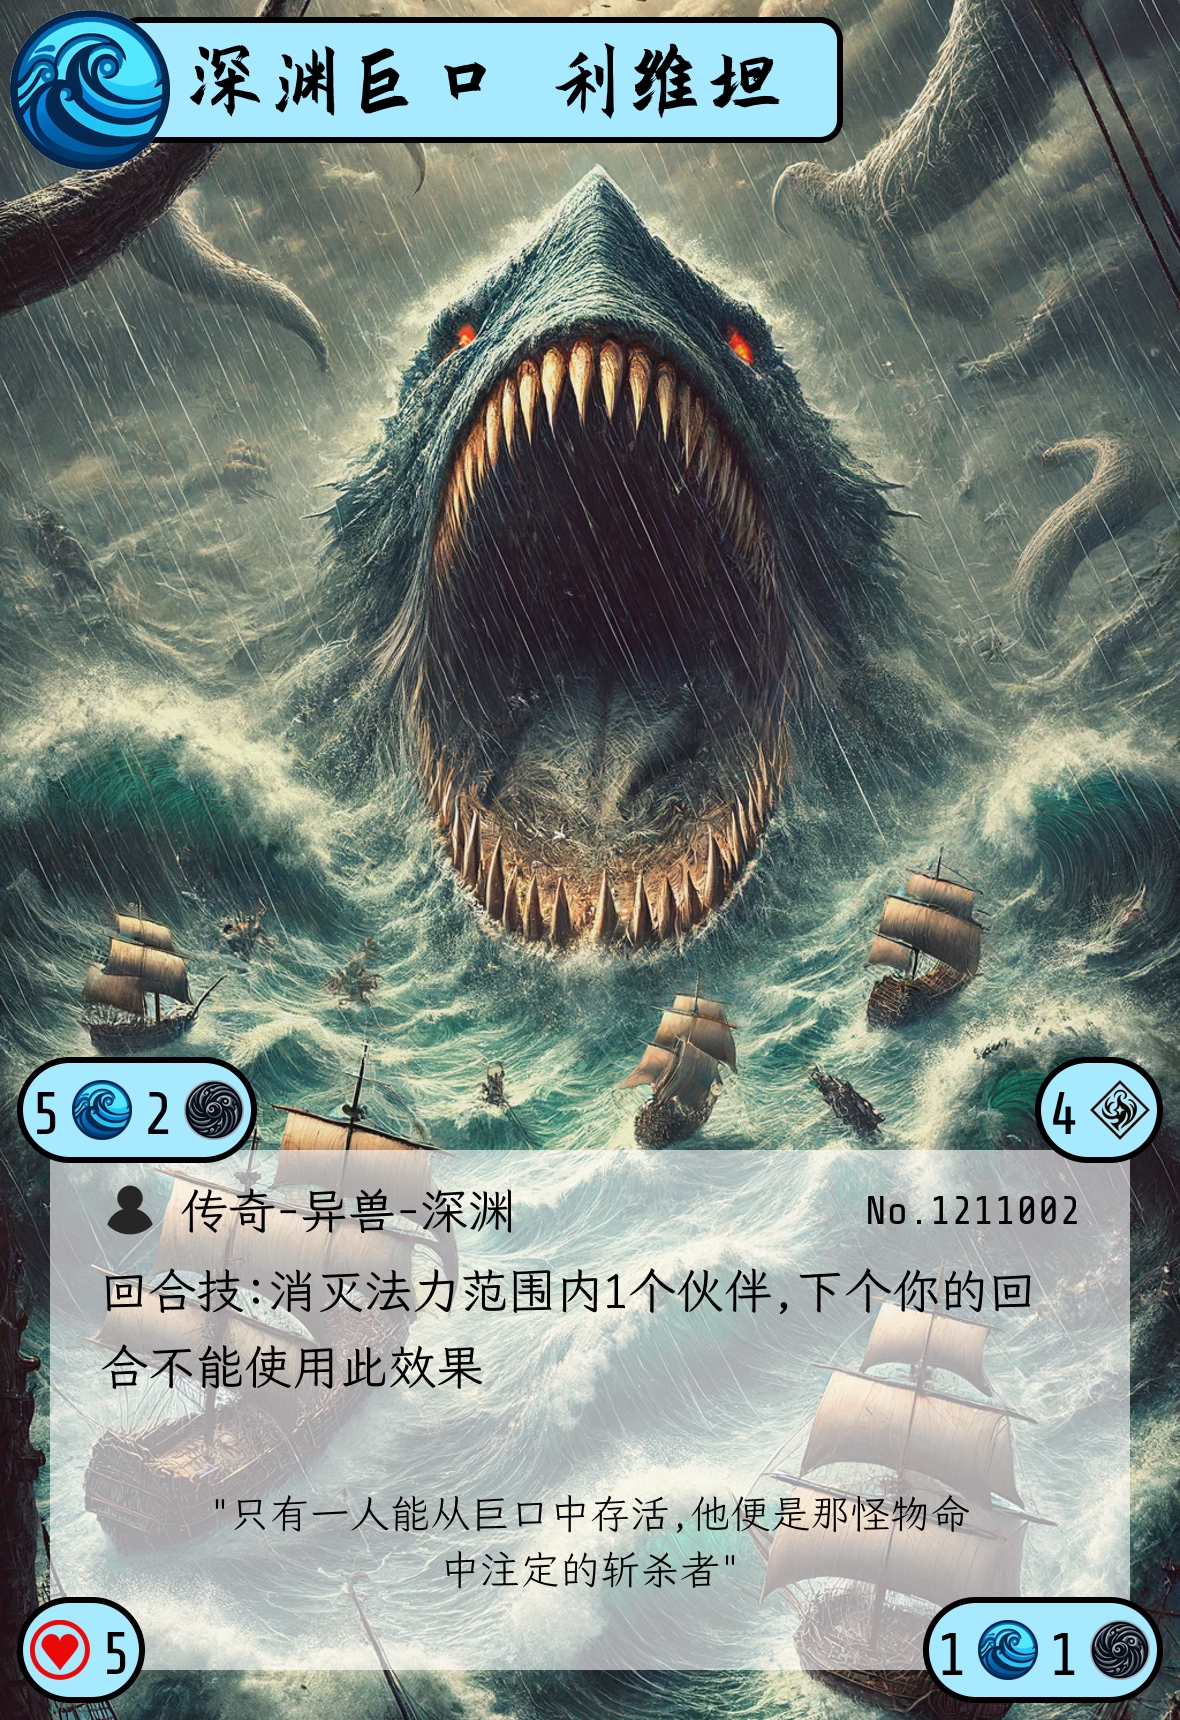 深渊巨口 利维坦
5 2
4
传奇-异兽-深渊
No.1211002
回合技:消灭法力范围内1个伙伴,下个你的回
合不能使用此效果
"只有一人能从巨口中存活,他便是那怪物命
中注定的斩杀者"
5
1 1